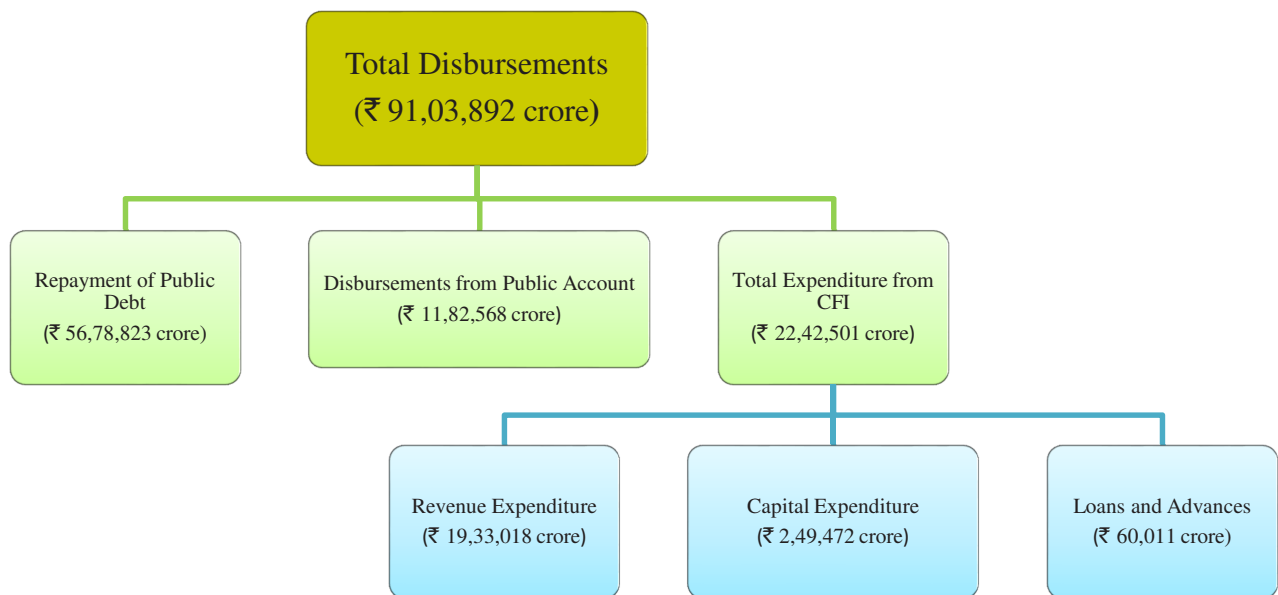 Total Disbursements
(₹ 91,03,892 crore)
Repayment of Public
Debt
(₹ 56,78,823 crore)
Disbursements from Public Account
(₹ 11,82,568 crore)
Total Expenditure from
CFI
(₹ 22,42,501 crore)
Revenue Expenditure
(₹ 19,33,018 crore)
Capital Expenditure
(₹ 2,49,472 crore)
Loans and Advances
(₹ 60,011 crore)